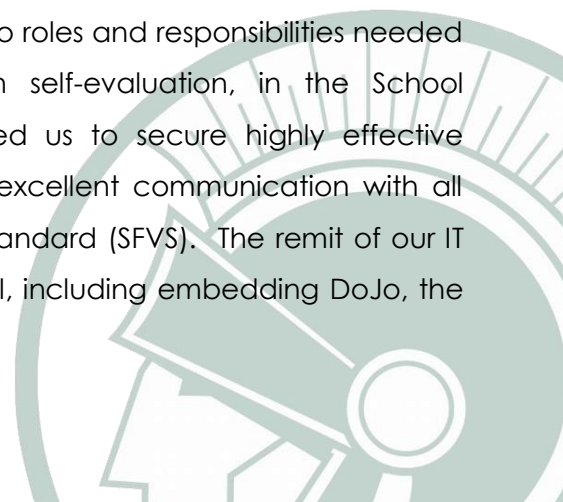 o roles and responsibilities needed
self-evaluation, in the School
ed us to secure highly effective
excellent communication with all
andard (SFVS). The remit of our IT
l, including embedding DoJo, the